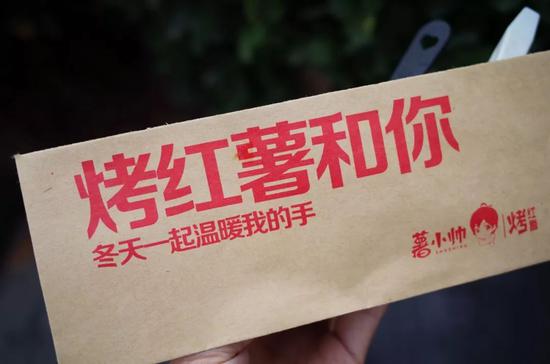 烤红薯和你
冬天一起温暖我的手
薯小帅
烤红薯